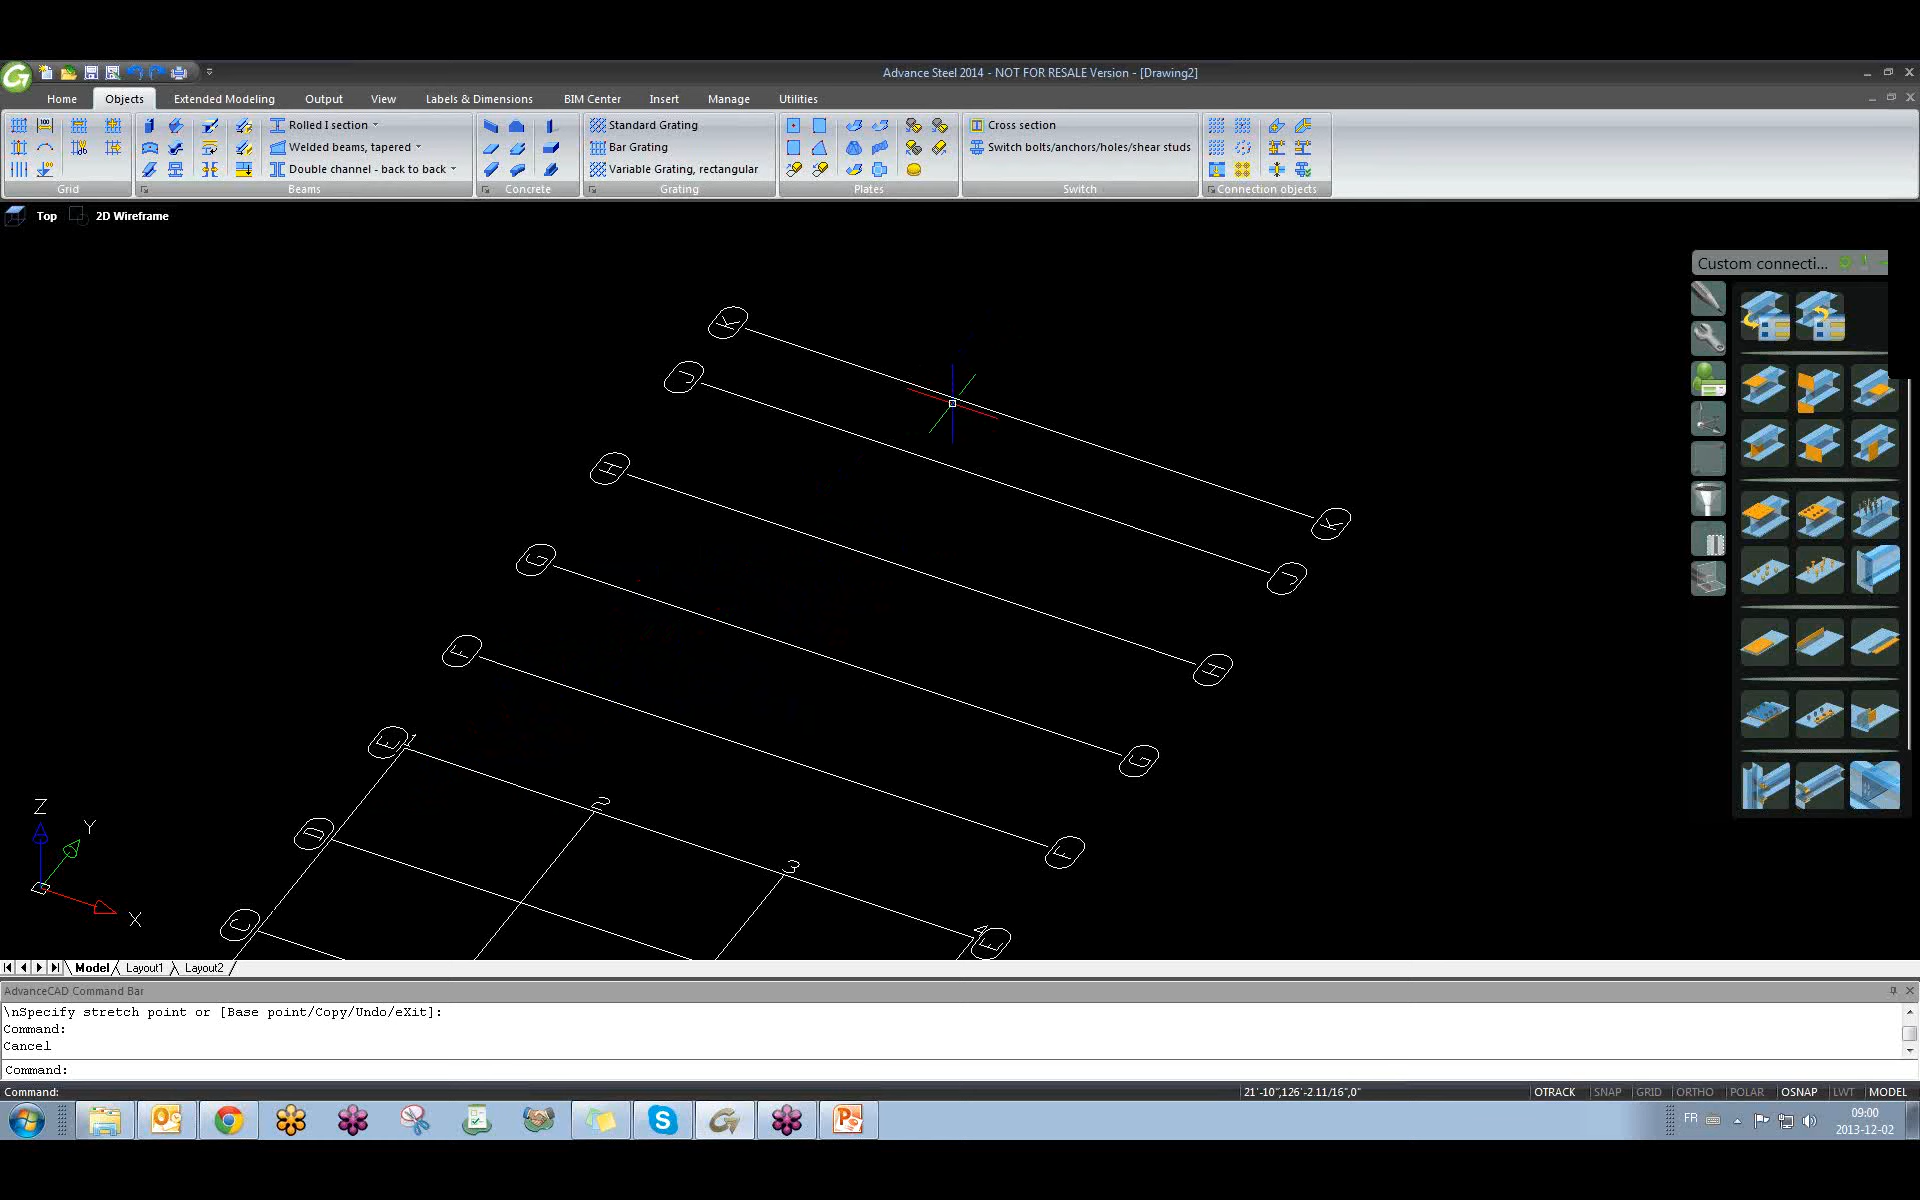 Advance Steel 2014 - NOT FOR RESALE Version - [Drawing2]
Home Objects Extended Modeling Output View Labels & Dimensions BIM Center Insert Manage Utilities
Rolled I section Standard Grating Cross section
Welded beams, tapered Bar Grating Switch bolts/anchors/holes/shear studs
Double channel - back to back Variable Grating, rectangular
Grid Beams Concrete Grating Plates Switch Connection objects
Top 2D Wireframe
Custom connecti...
K
J
K
H
J
G
F
H
E 1
G
2
Z
Y
D
F
3
C
X
4 E
Model Layout1 Layout2
AdvanceCAD Command Bar
\nSpecify stretch point or [Base point/Copy/Undo/eXit]:
Command:
Cancel
Command:
Command: 21'-10",126'-2.11/16",0" OTRACK SNAP GRID ORTHO POLAR OSNAP LWT MODEL
FR 09:00
2013-12-02